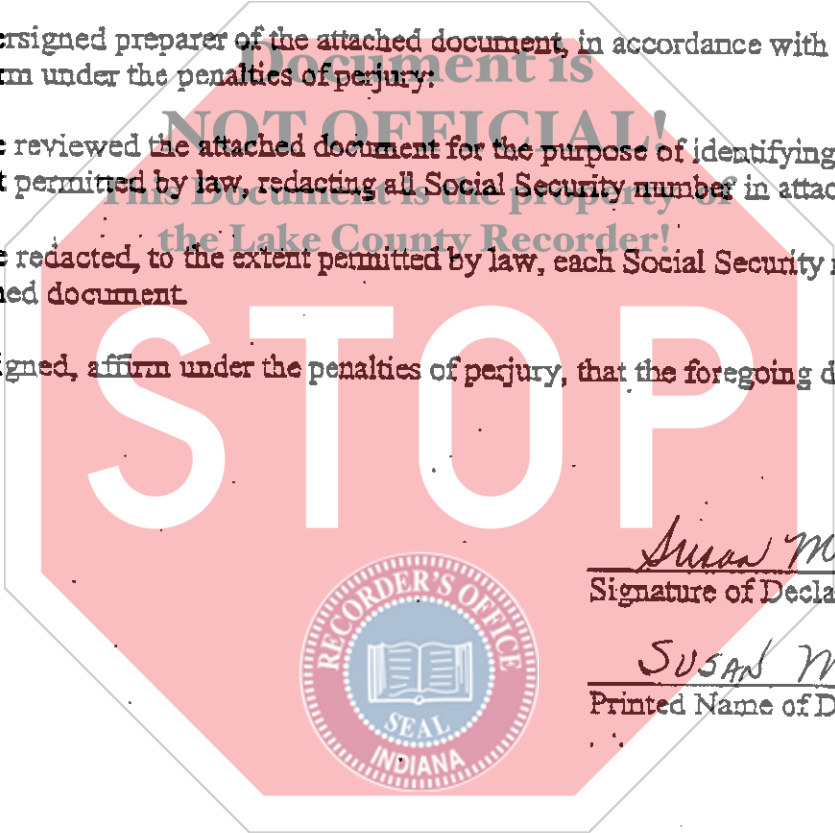 ersigned preparer of the attached document, in accordance with
m under the penalties of perjury:
Document is
NOT OFFICIAL!
reviewed the attached document for the purpose of identifying
t permitted by law, redacting all Social Security number in attac
This Document is the property of
the Lake County Recorder!
e redacted, to the extent permitted by law, each Social Security
ned document.
igned, affirm under the penalties of perjury, that the foregoing d
STOP
Susan M
Signature of Decla
SUSAN M
Printed Name of D
RECORDER'S OFFICE
SEAL
INDIANA